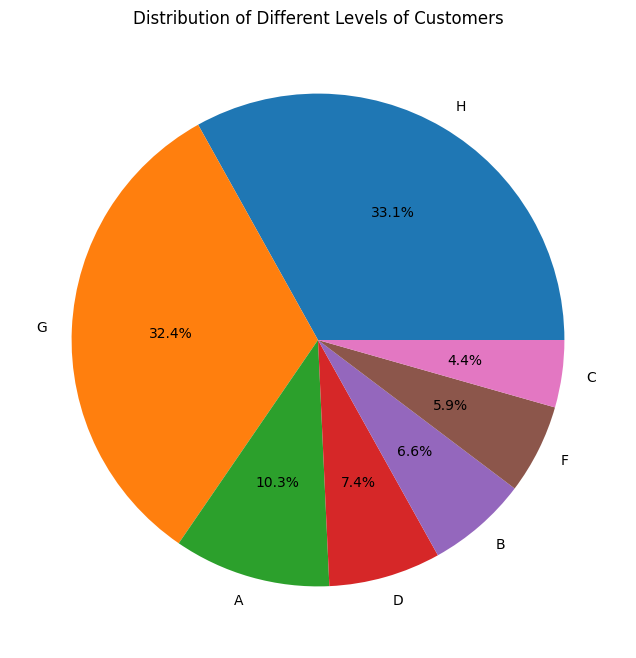 Distribution of Different Levels of Customers
H
33.1%
G
32.4%
A
10.3%
D
7.4%
B
6.6%
F
5.9%
C
4.4%